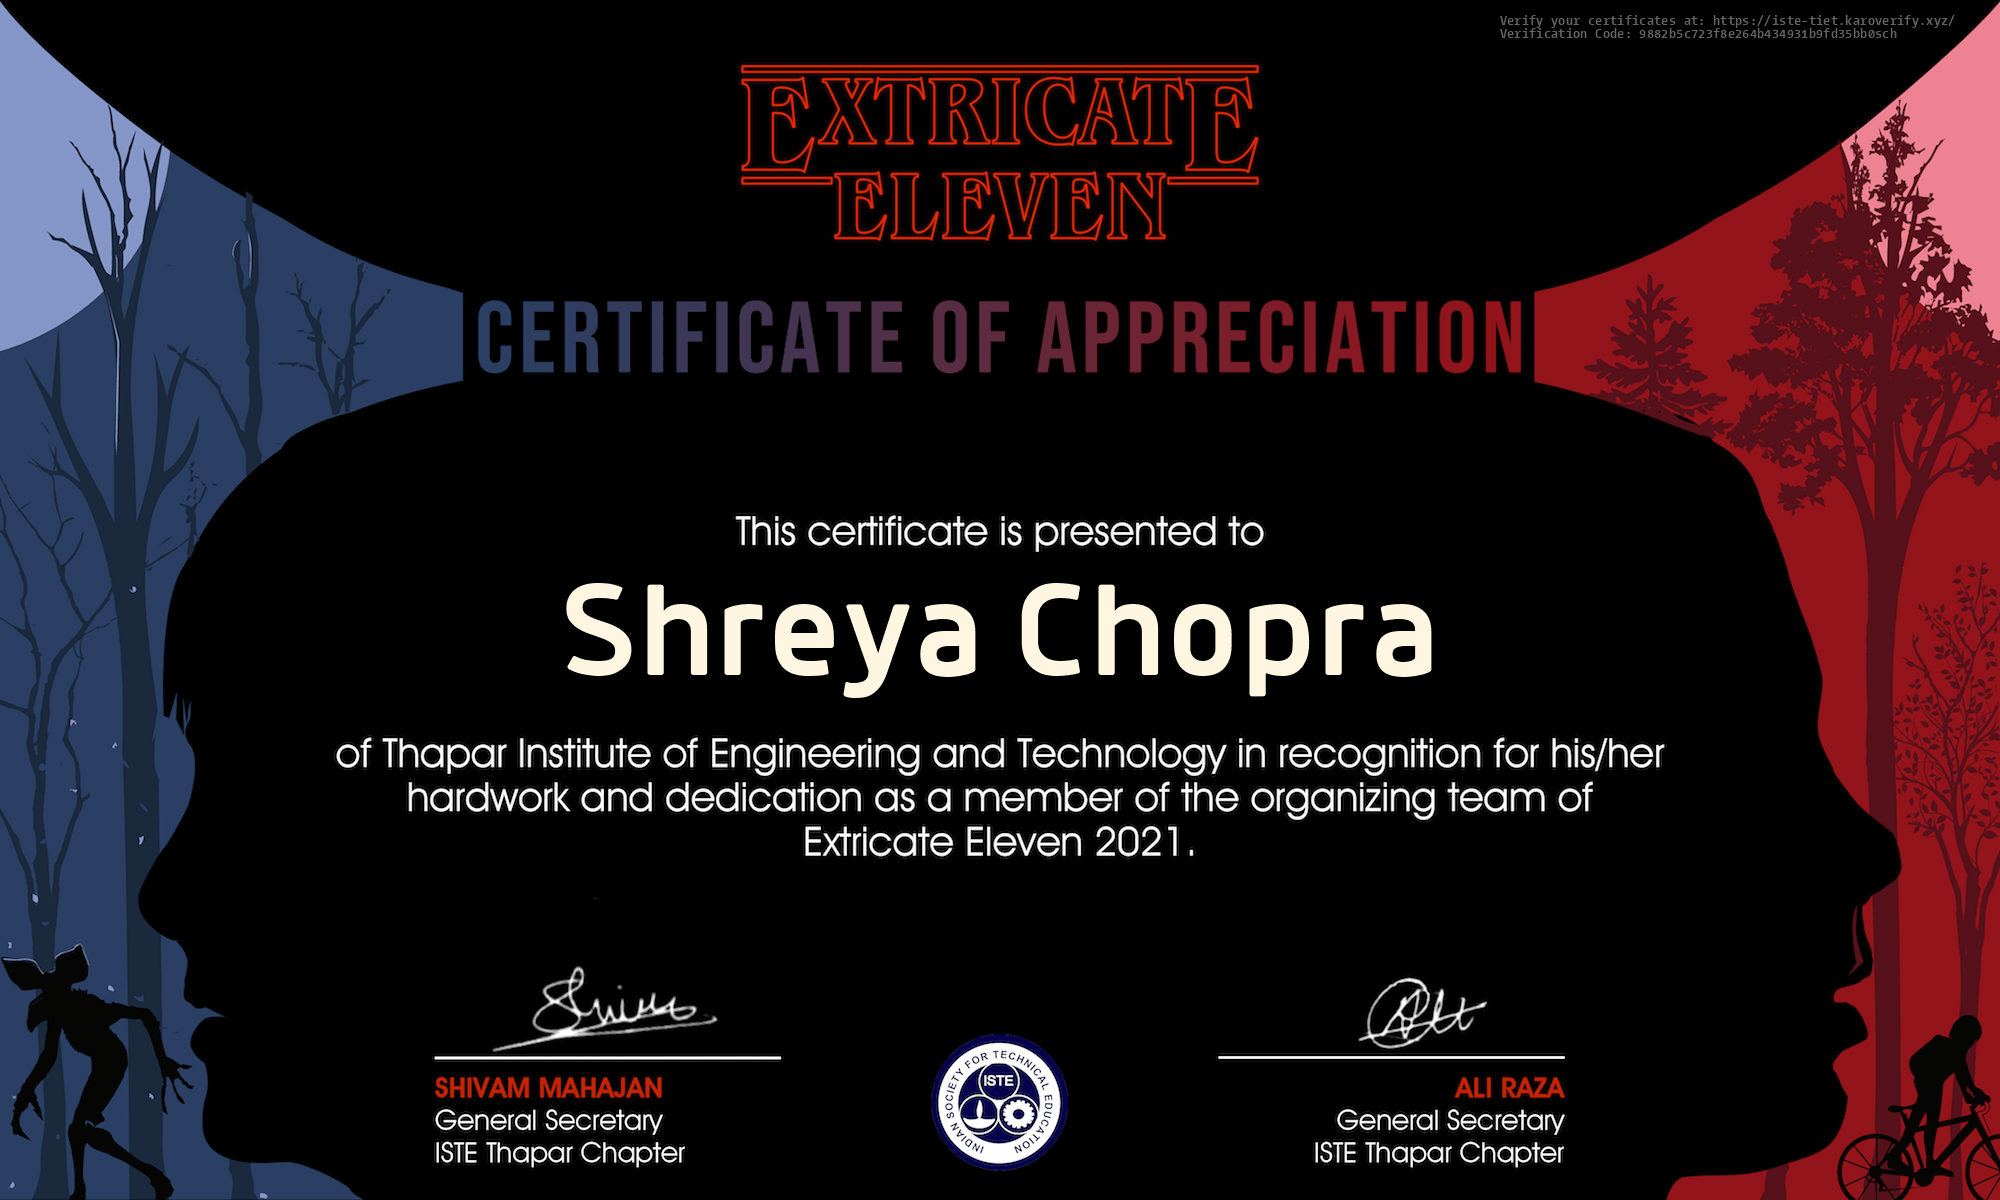 Verify your certificates at: https://iste-tiet.karoverify.xyz/
Verification Code: 9882b5c723f8e264b434931b9fd35bb0sch
EXTRICATE
ELEVEN
CERTIFICATE OF APPRECIATION
This certificate is presented to
Shreya Chopra
of Thapar Institute of Engineering and Technology in recognition for his/her
hardwork and dedication as a member of the organizing team of
Extricate Eleven 2021.
SHIVAM MAHAJAN
General Secretary
ISTE Thapar Chapter
INDIAN SOCIETY FOR TECHNICAL EDUCATION
ISTE
ALI RAZA
General Secretary
ISTE Thapar Chapter